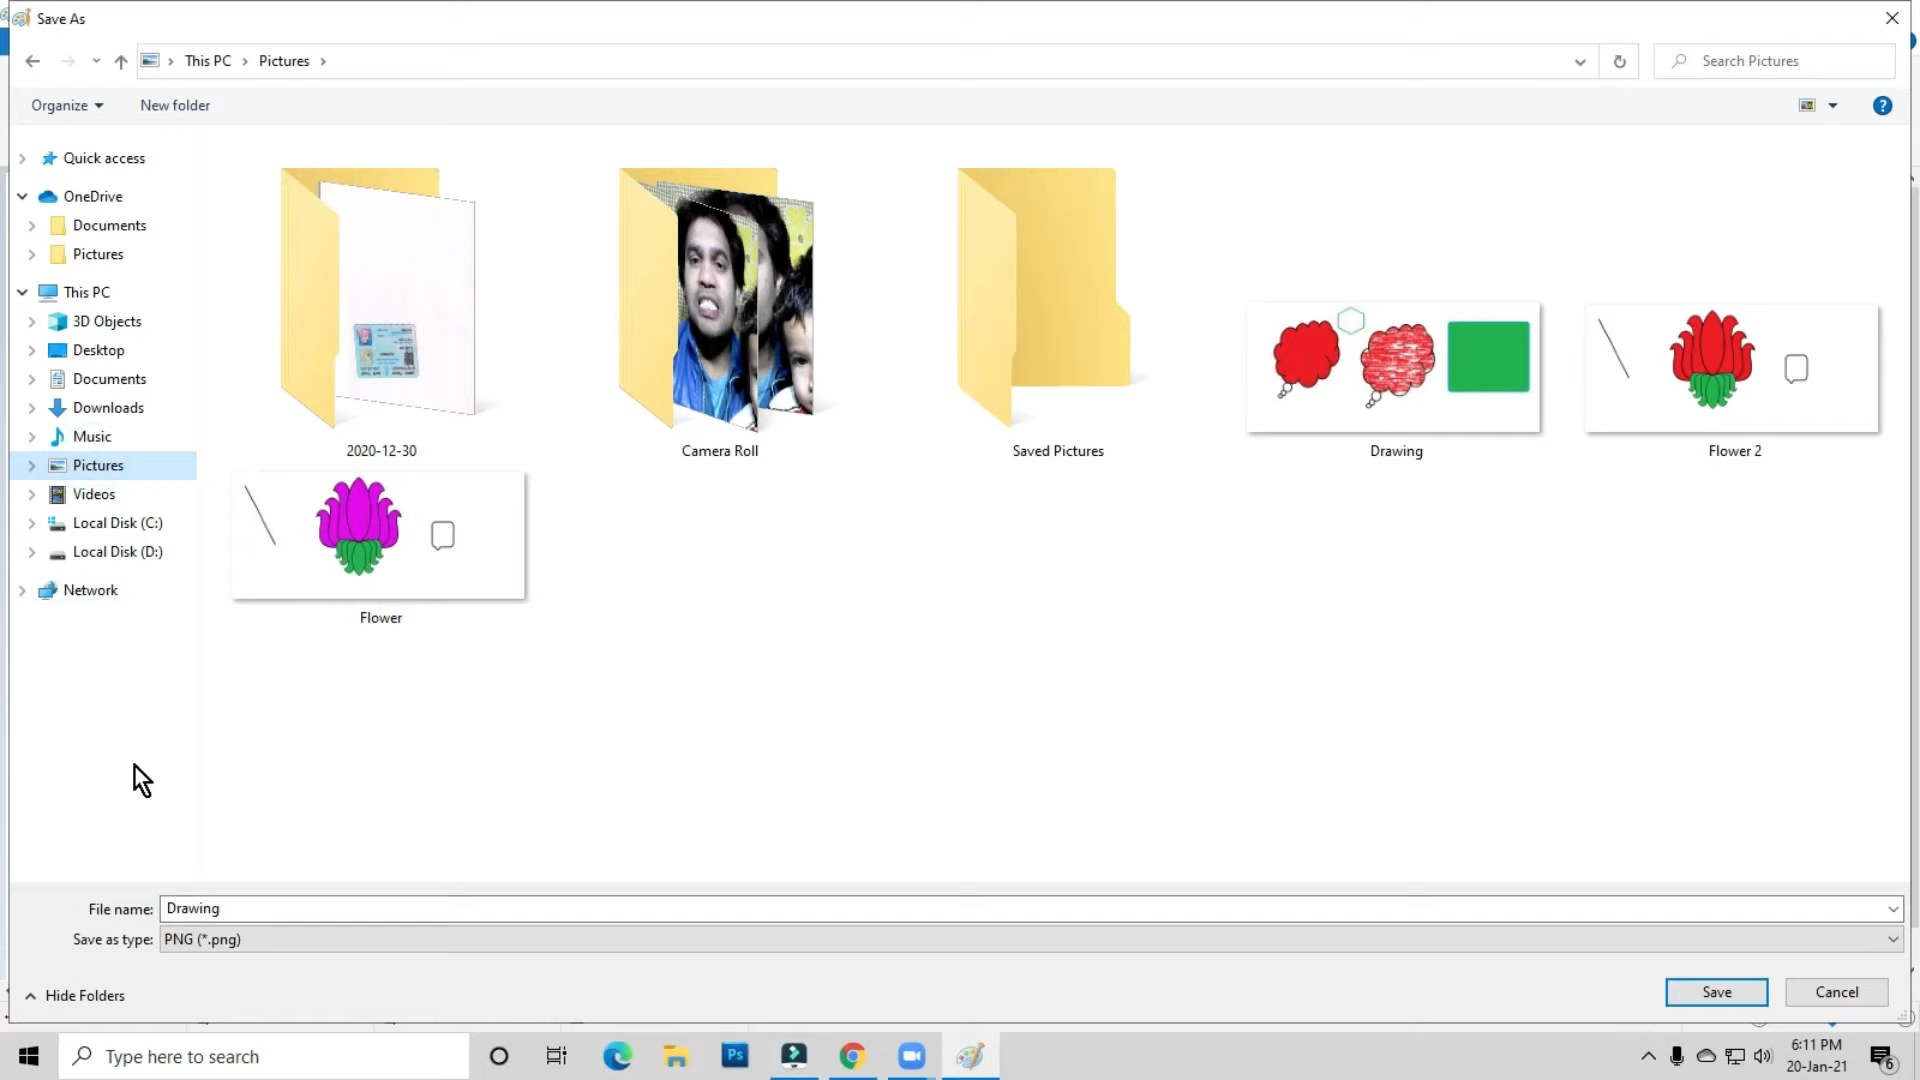 Save As
This PC
Pictures
Search Pictures
Organize
New folder
Quick access
OneDrive
Documents
Pictures
This PC
3D Objects
Desktop
Documents
Downloads
Music
Pictures
Videos
Local Disk (C:)
Local Disk (D:)
Network
2020-12-30
Camera Roll
Saved Pictures
Drawing
Flower 2
Flower
File name: Drawing
Save as type: PNG (*.png)
Hide Folders
Save
Cancel
Type here to search
Ps
6:11 PM
20-Jan-21
6